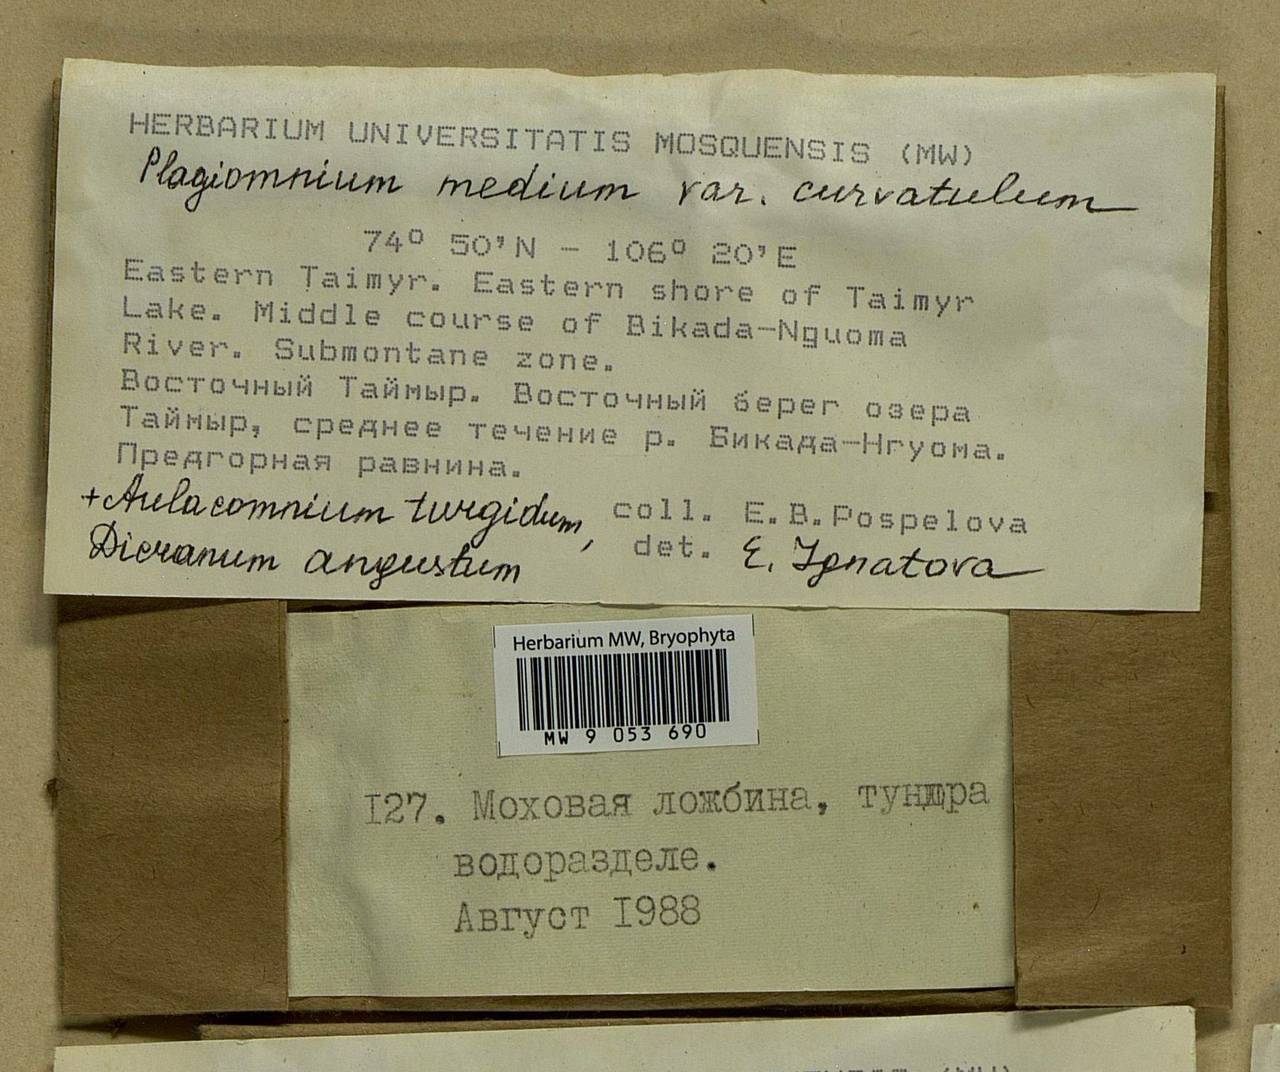 HERBARIUM UNIVERSITATIS MOSQUENSIS (MW)
Plagiomnium medium var. curvatulum
74º 50'N - 106º 20'E
Eastern Taimyr. Eastern shore of Taimyr
Lake. Middle course of Bikada-Nguoma
River. Submontane zone.
Восточный Таймыр. Восточный берег озера
Таймыр, среднее течение р. Бикада-Нгуома.
Предгорная равнина.
+Aulacomnium turgidum, coll. E.B.Pospelova
Dicranum angustum det. E. Ignatova
Herbarium MW, Bryophyta
MW 9 053 690
I27. Моховая ложбина, тундра
водоразделе.
Август I988